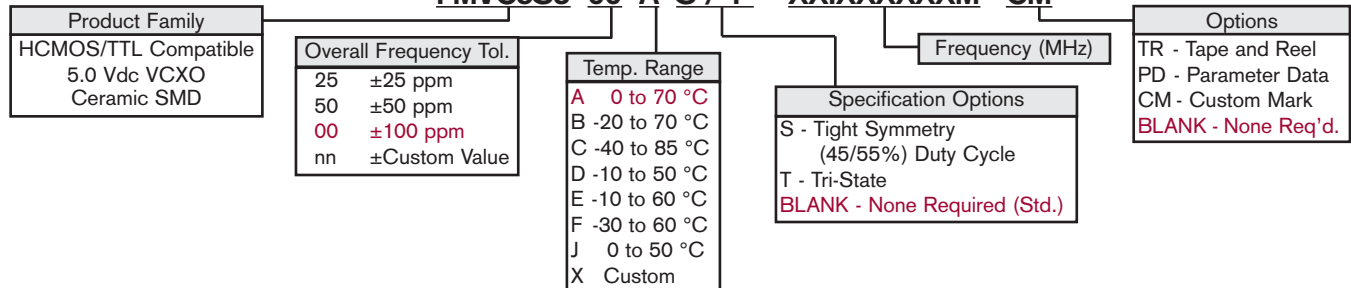 Product Family
HCMOS/TTL Compatible
5.0 Vdc VCXO
Ceramic SMD
Overall Frequency Tol.
25 ±25 ppm
50 ±50 ppm
00 ±100 ppm
nn ±Custom Value
Temp. Range
A 0 to 70 °C
B -20 to 70 °C
C -40 to 85 °C
D -10 to 50 °C
E -10 to 60 °C
F -30 to 60 °C
J 0 to 50 °C
X Custom
Specification Options
S - Tight Symmetry
(45/55%) Duty Cycle
T - Tri-State
BLANK - None Required (Std.)
Frequency (MHz)
Options
TR - Tape and Reel
PD - Parameter Data
CM - Custom Mark
BLANK - None Req'd.